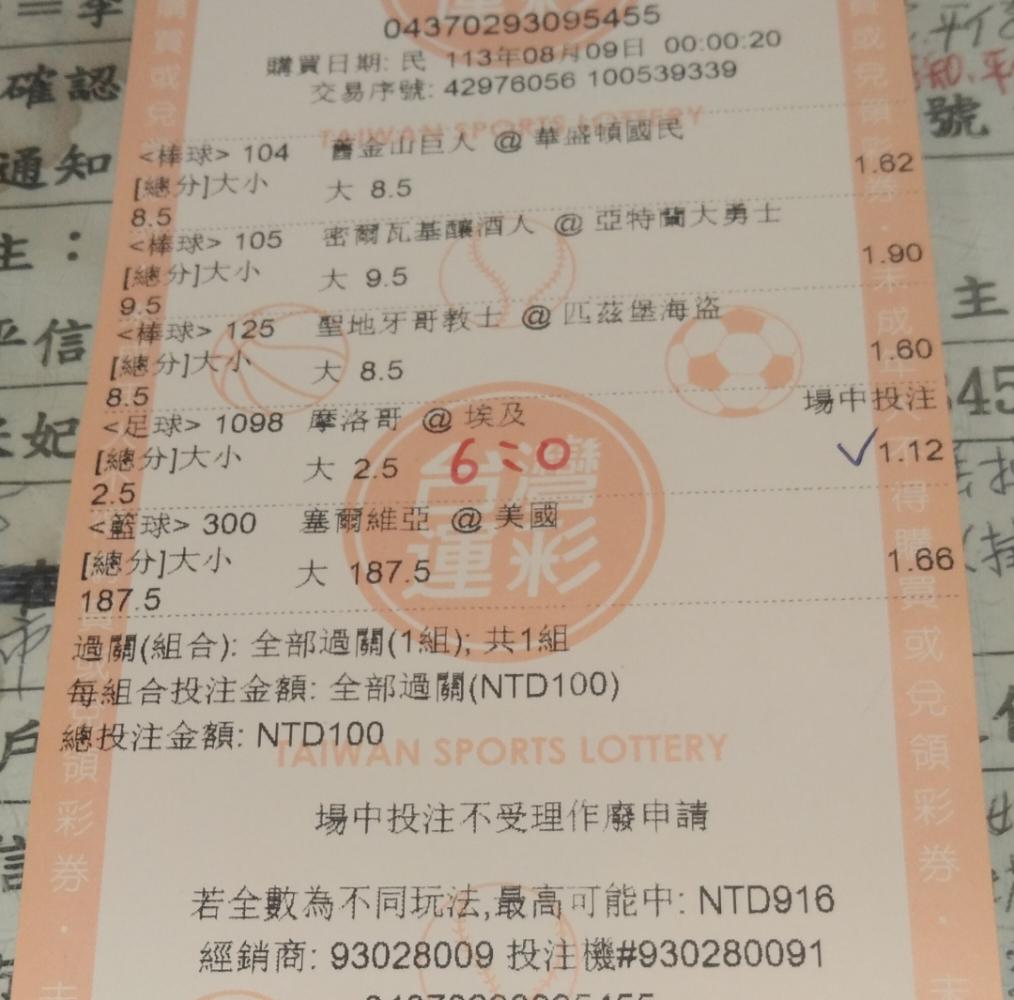 04370293095455
購買日期: 民 113年08月09日 00:00:20
交易序號: 42976056 100539339
TAIWAN SPORTS LOTTERY
<棒球> 104 舊金山巨人 @ 華盛頓國民
[總分]大小 大 8.5 1.62
8.5
<棒球> 105 密爾瓦基釀酒人 @ 亞特蘭大勇士
[總分]大小 大 9.5 1.90
9.5
<棒球> 125 聖地牙哥教士 @ 匹茲堡海盜
[總分]大小 大 8.5 1.60
8.5
<足球> 1098 摩洛哥 @ 埃及 場中投注
[總分]大小 大 2.5 6:0 ✓1.12
2.5
台灣運彩
<籃球> 300 塞爾維亞 @ 美國
[總分]大小 大 187.5 1.66
187.5
過關(組合): 全部過關(1組); 共1組
每組合投注金額: 全部過關(NTD100)
總投注金額: NTD100
TAIWAN SPORTS LOTTERY
場中投注不受理作廢申請
若全數為不同玩法,最高可能中: NTD916
經銷商: 93028009 投注機#930280091
04370293095455
確認
通知
主:
平信
號
主